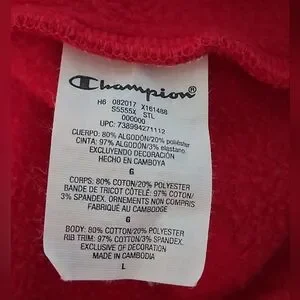 Champion®
H6 082017 X161488
S5555X STL
000000
UPC: 738994271112
CUERPO: 80% ALGODÓN/20% poliéster
CINTA: 97% ALGODÓN/3% elastano.
EXCLUYENDO DECORACIÓN
HECHO EN CAMBOYA
G
CORPS: 80% COTON/20% POLYESTER
BANDE DE TRICOT CÔTELÉ: 97% COTON/
3% SPANDEX. ORNEMENTS NON COMPRIS
FABRIQUÉ AU CAMBODGE
G
BODY: 80% COTTON/20% POLYESTER
RIB TRIM: 97% COTTON/3% SPANDEX.
EXCLUSIVE OF DECORATION
MADE IN CAMBODIA
L